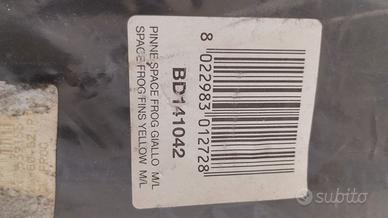 PINNE SPACE FROG GIALLO M/L
SPACE FROG FINS YELLOW M/L
BD141042
8 022983 012728
subito